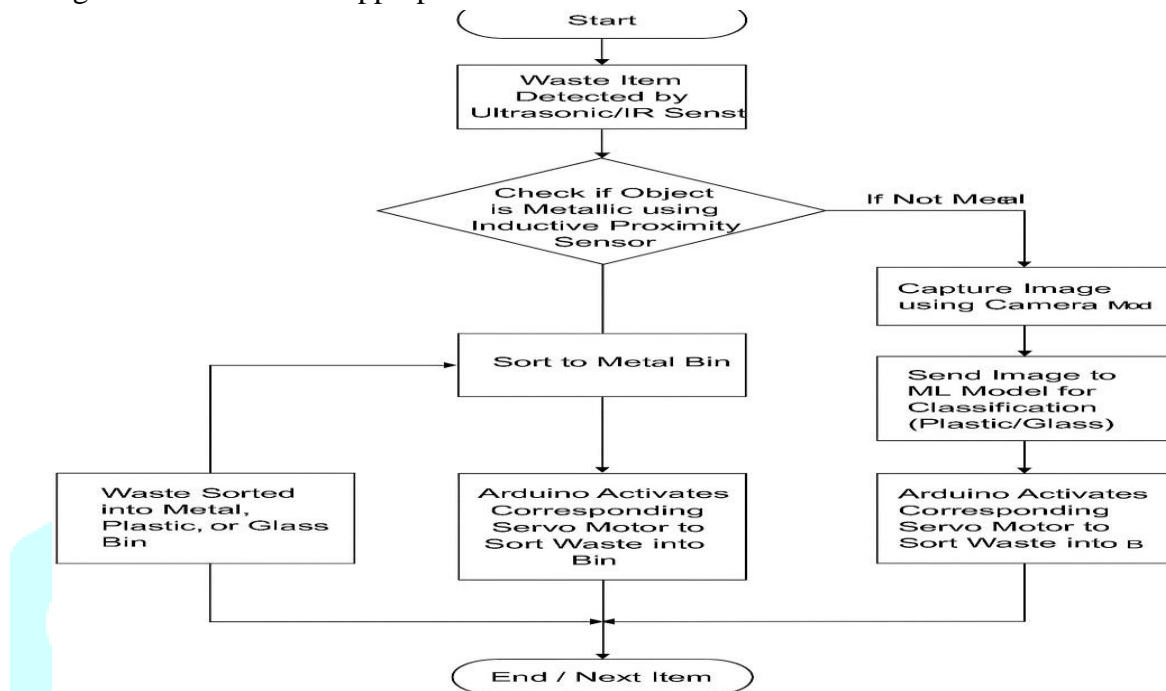 Start
Waste Item
Detected by
Ultrasonic/IR Senst
Check if Object
is Metallic using
Inductive Proximity
Sensor
If Not
Capture Image
using Camera Mod
Sort to Metal Bin
Send Image to
ML Model for
Classification
(Plastic/Glass)
Waste Sorted
into Metal,
Plastic, or Glass
Bin
Arduino Activates
Corresponding
Servo Motor to
Sort Waste into
Bin
Arduino Activates
Corresponding
Servo Motor to
Sort Waste into B
End / Next Item